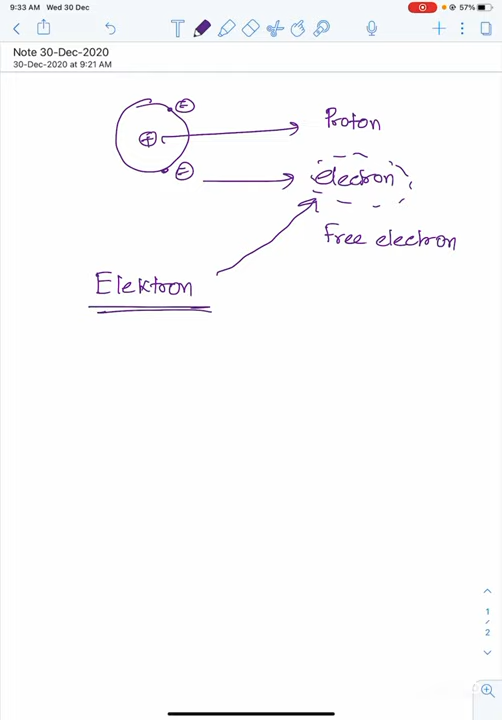 9:33 AM Wed 30 Dec
57%
Note 30-Dec-2020
30-Dec-2020 at 9:21 AM
Proton
electron
Free electron
Elektron
1
/
2